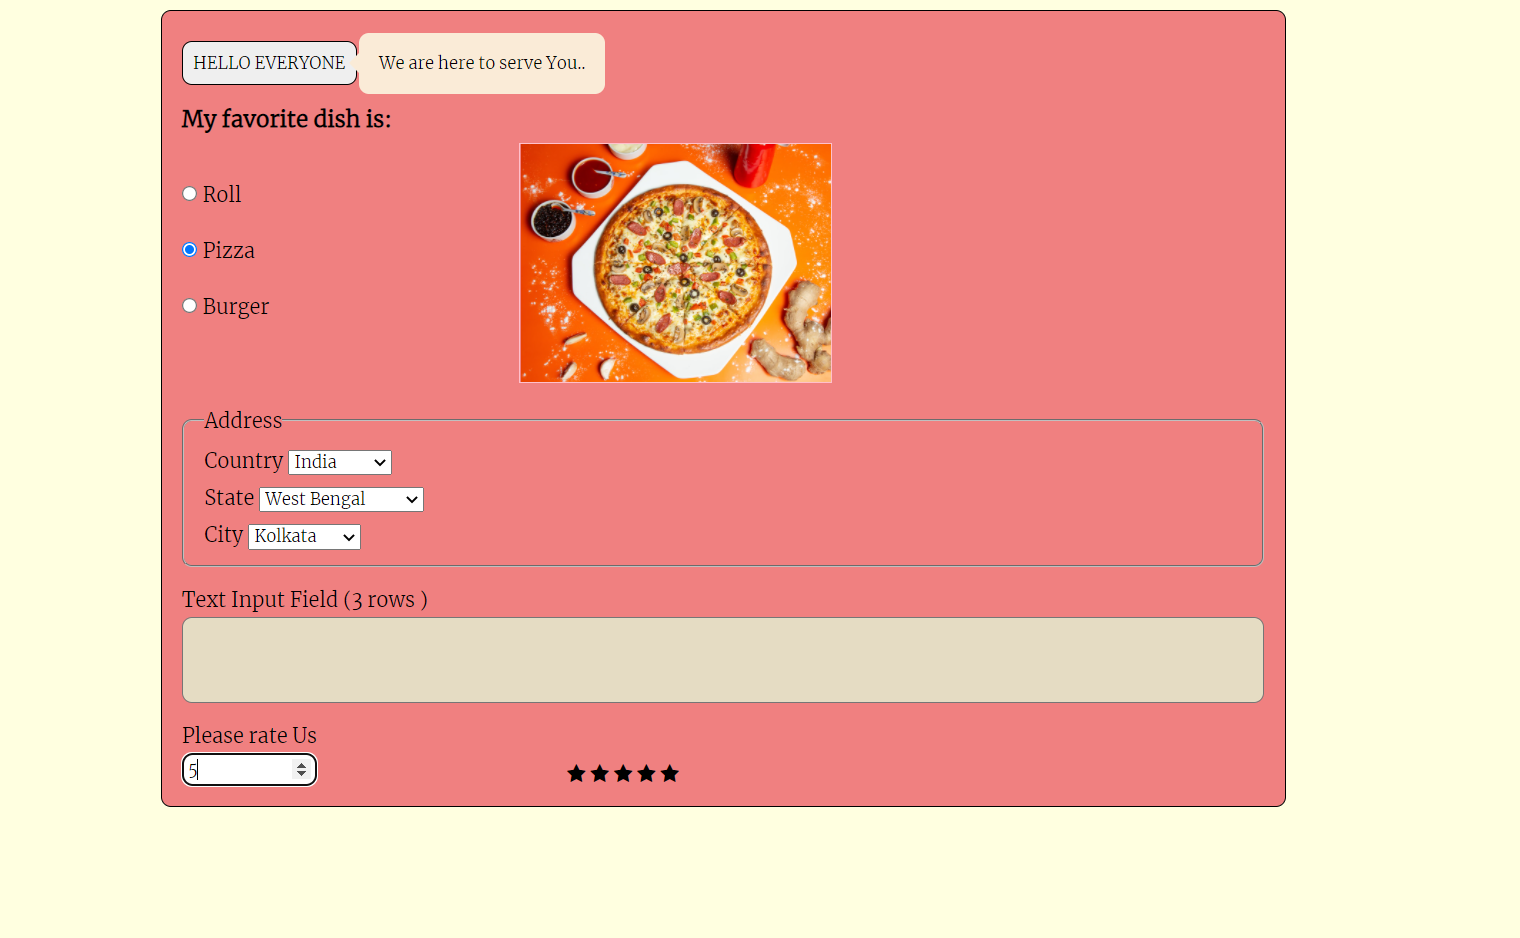 HELLO EVERYONE We are here to serve You..
My favorite dish is:
Roll
Pizza
Burger
Address
Country India
State West Bengal
City Kolkata
Text Input Field (3 rows )
Please rate Us
5